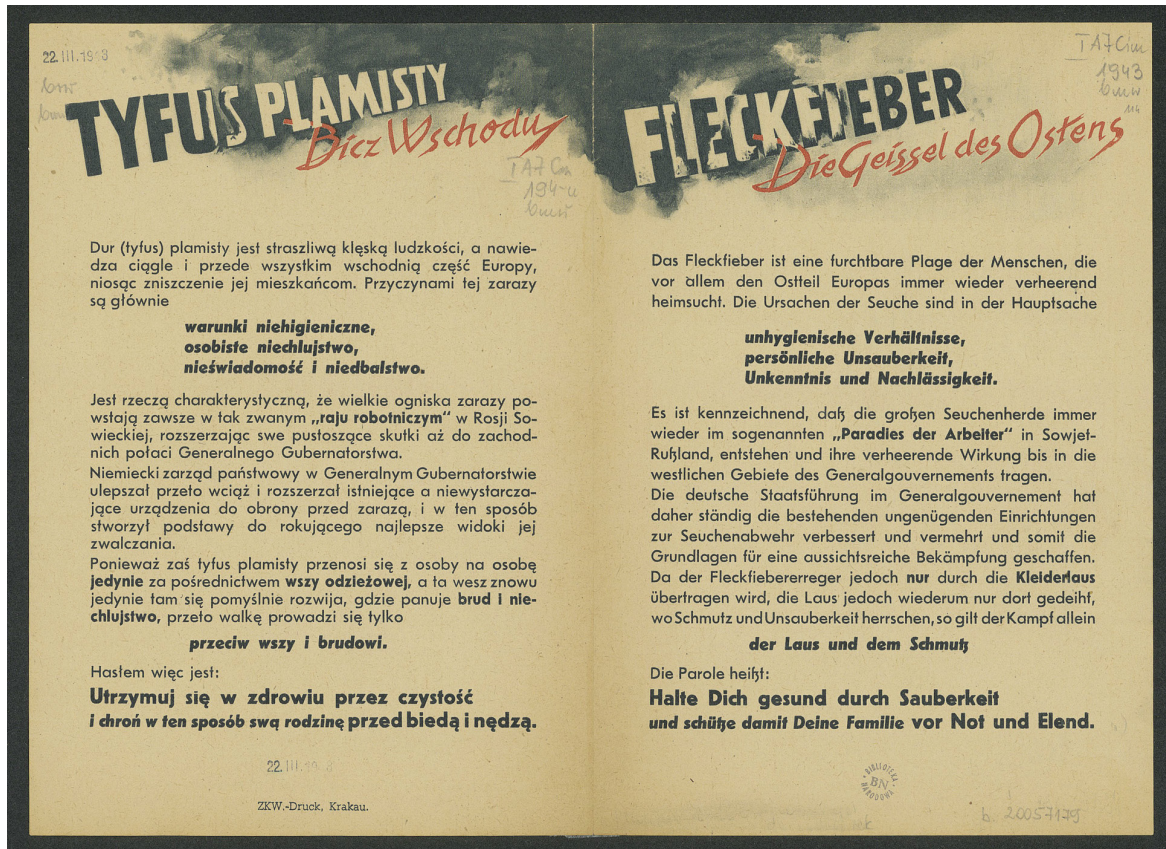 22.III.19 3
TYFUS PLAMISTY
Bicz Wschodu
Dur (tyfus) plamisty jest straszliwą klęską ludzkości, a nawie-
dza ciągle i przede wszystkim wschodnią część Europy,
niosąc zniszczenie jej mieszkańcom. Przyczynami tej zarazy
są głównie
warunki niehigieniczne,
osobiste niechlujstwo,
nieświadomość i niedbalstwo.
Jest rzeczą charakterystyczną, że wielkie ogniska zarazy po-
wstają zawsze w tak zwanym „raju robotniczym" w Rosji So-
wieckiej, rozszerzając swe pustoszące skutki aż do zachod-
nich połaci Generalnego Gubernatorstwa.
Niemiecki zarząd państwowy w Generalnym Gubernatorstwie
ulepszał przeto wciąż i rozszerzał istniejące a niewystarcza-
jące urządzenia do obrony przed zarazą, i w ten sposób
stworzył podstawy do rokującego najlepsze widoki jej
zwalczania.
Ponieważ zaś tyfus plamisty przenosi się z osoby na osobę
jedynie za pośrednictwem wszy odzieżowej, a ta wesz znowu
jedynie tam się pomyślnie rozwija, gdzie panuje brud i nie-
chlujstwo, przeto walkę prowadzi się tylko
przeciw wszy i brudowi.
Hasłem więc jest:
Utrzymuj się w zdrowiu przez czystość
i chroń w ten sposób swą rodzinę przed biedą i nędzą.
22.III.19 3
ZKW.-Druck, Krakau.
I A7 Cim
1943
FLECKFIEBER
Die Geissel des Ostens
Das Fleckfieber ist eine furchtbare Plage der Menschen, die
vor allem den Ostteil Europas immer wieder verheerend
heimsucht. Die Ursachen der Seuche sind in der Hauptsache
unhygienische Verhältnisse,
persönliche Unsauberkeit,
Unkenntnis und Nachlässigkeit.
Es ist kennzeichnend, daß die großen Seuchenherde immer
wieder im sogenannten „Paradies der Arbeiter" in Sowjet-
Rußland, entstehen und ihre verheerende Wirkung bis in die
westlichen Gebiete des Generalgouvernements tragen.
Die deutsche Staatsführung im Generalgouvernement hat
daher ständig die bestehenden ungenügenden Einrichtungen
zur Seuchenabwehr verbessert und vermehrt und somit die
Grundlagen für eine aussichtsreiche Bekämpfung geschaffen.
Da der Fleckfiebererreger jedoch nur durch die Kleiderlaus
übertragen wird, die Laus jedoch wiederum nur dort gedeiht,
wo Schmutz und Unsauberkeit herrschen, so gilt der Kampf allein
der Laus und dem Schmutz
Die Parole heißt:
Halte Dich gesund durch Sauberkeit
und schütze damit Deine Familie vor Not und Elend.
BIBLIOTEKA NARODOWA
BN
b. 20057179